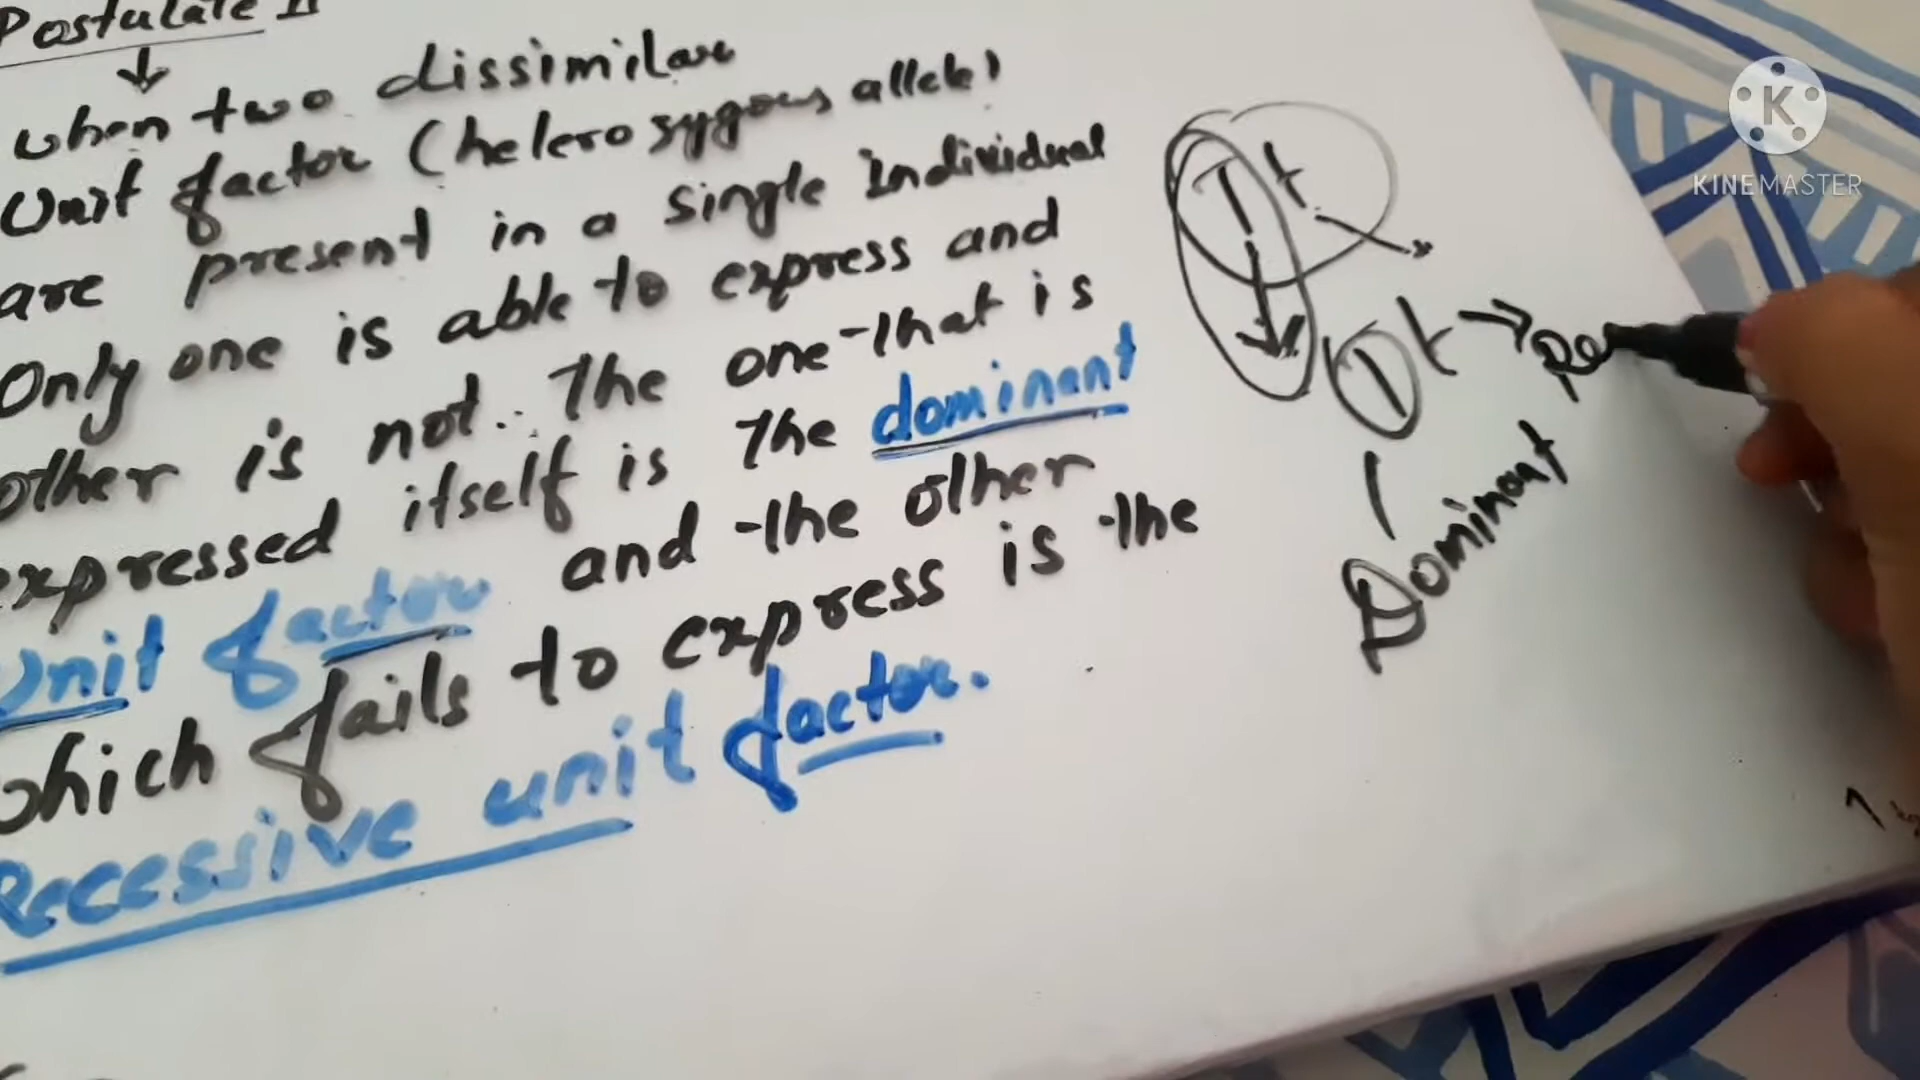 Postulate II
when two dissimilar
Unit factor (heterozygous allele)
are present in a single individual
Only one is able to express and
other is not. The one that is
expressed itself is the dominant
Unit factor and the other
which fails to express is the
Recessive unit factor.
T t
T t → Re
Dominant
K
KINEMASTER